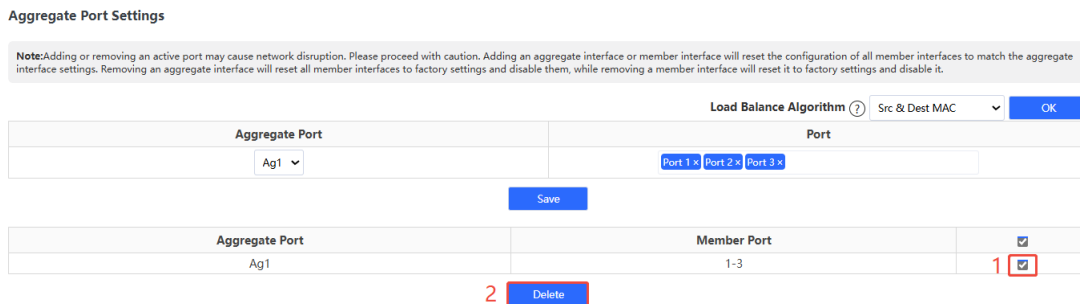 Aggregate Port Settings
Note:Adding or removing an active port may cause network disruption. Please proceed with caution. Adding an aggregate interface or member interface will reset the configuration of all member interfaces to match the aggregate
interface settings. Removing an aggregate interface will reset all member interfaces to factory settings and disable them, while removing a member interface will reset it to factory settings and disable it.
Load Balance Algorithm ? Src & Dest MAC OK
Aggregate Port Port
Ag1 Port 1 × Port 2 × Port 3 ×
Save
Aggregate Port Member Port
Ag1 1-3 1
2 Delete